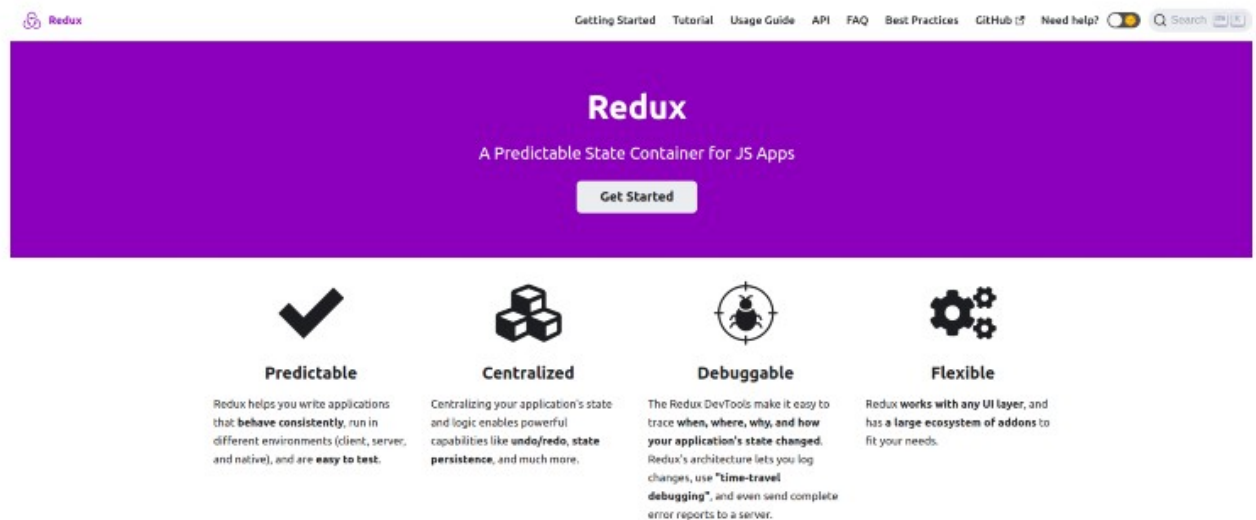 Redux
Getting Started Tutorial Usage Guide API FAQ Best Practices GitHub Need help? Search
Redux
A Predictable State Container for JS Apps
Get Started
Predictable
Redux helps you write applications
that behave consistently, run in
different environments (client, server,
and native), and are easy to test.
Centralized
Centralizing your application's state
and logic enables powerful
capabilities like undo/redo, state
persistence, and much more.
Debuggable
The Redux DevTools make it easy to
trace when, where, why, and how
your application's state changed.
Redux's architecture lets you log
changes, use "time-travel
debugging", and even send complete
error reports to a server.
Flexible
Redux works with any UI layer, and
has a large ecosystem of addons to
fit your needs.